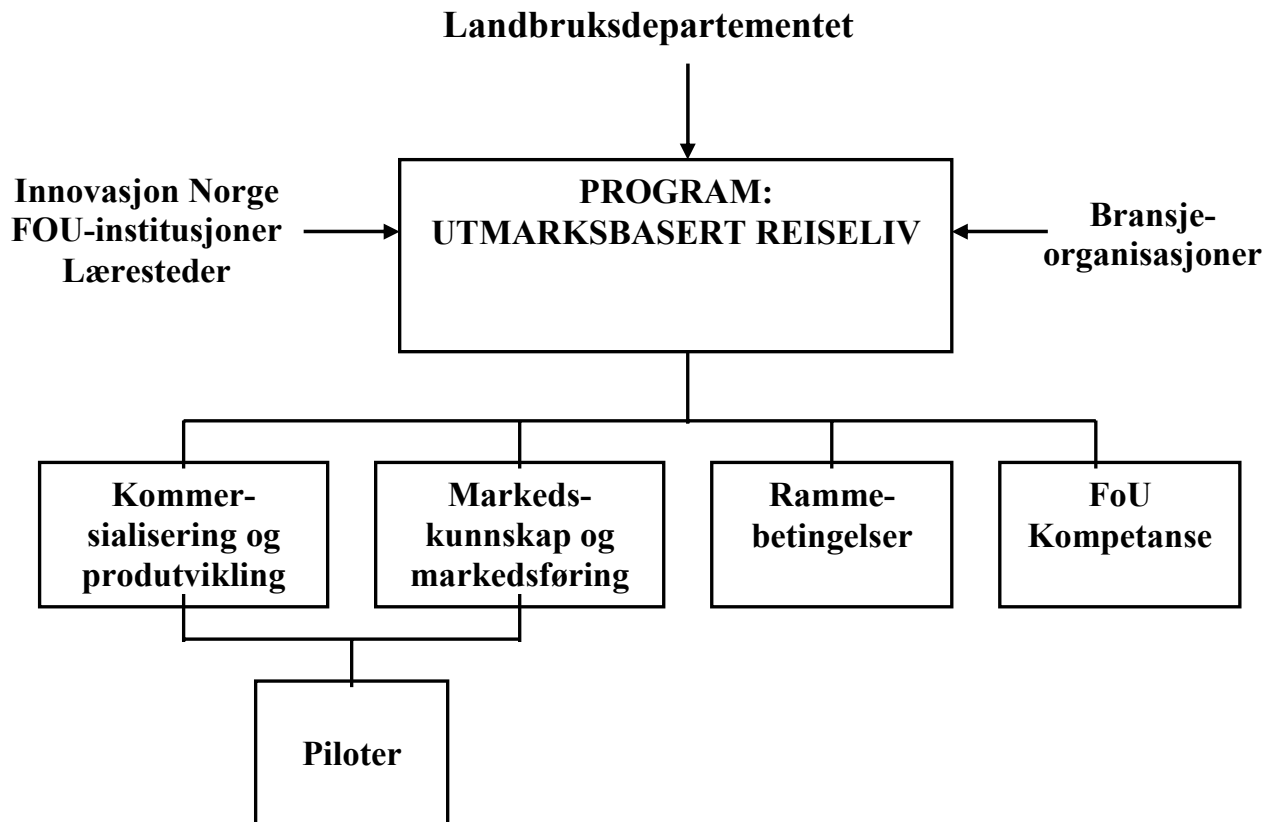 Landbruksdepartementet
PROGRAM:
UTMARKSBASERT REISELIV
Innovasjon Norge
FOU-institusjoner
Læresteder
Bransje-
organisasjoner
Kommer-
sialisering og
produtvikling
Markeds-
kunnskap og
markedsføring
Ramme-
betingelser
FoU
Kompetanse
Piloter